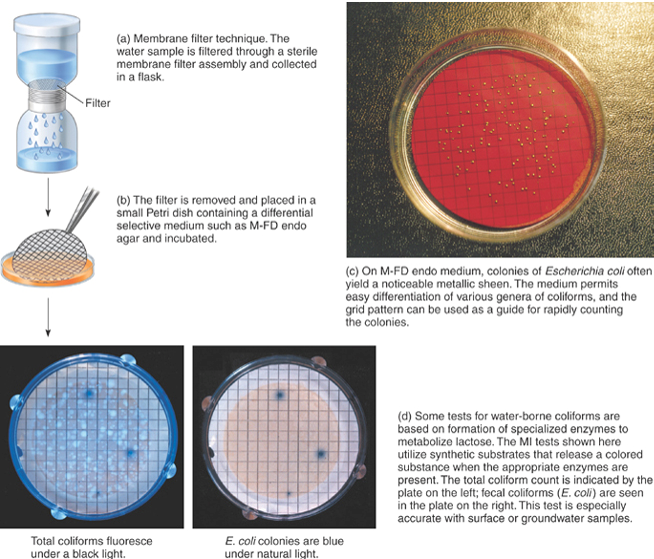 (a) Membrane filter technique. The
water sample is filtered through a sterile
membrane filter assembly and collected
in a flask.
Filter
(b) The filter is removed and placed in a
small Petri dish containing a differential
selective medium such as M-FD endo
agar and incubated.
(c) On M-FD endo medium, colonies of Escherichia coli often
yield a noticeable metallic sheen. The medium permits
easy differentiation of various genera of coliforms, and the
grid pattern can be used as a guide for rapidly counting
the colonies.
(d) Some tests for water-borne coliforms are
based on formation of specialized enzymes to
metabolize lactose. The MI tests shown here
utilize synthetic substrates that release a colored
substance when the appropriate enzymes are
present. The total coliform count is indicated by the
plate on the left; fecal coliforms (E. coli) are seen
in the plate on the right. This test is especially
accurate with surface or groundwater samples.
Total coliforms fluoresce
under a black light.
E. coli colonies are blue
under natural light.